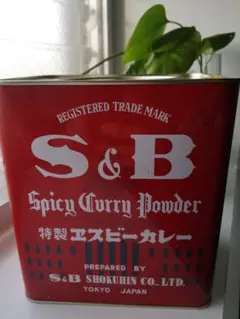 REGISTERED TRADE MARK
S&B
Spicy Curry Powder
特製 ヱスビーカレー
PREPARED BY
S&B SHOKUHIN CO., LTD.
TOKYO JAPAN